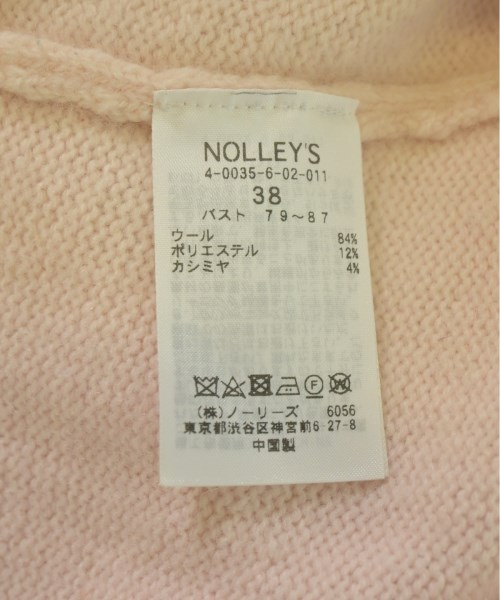 NOLLEY'S
4-0035-6-02-011
38
バスト 79～87
ウール 84%
ポリエステル 12%
カシミヤ 4%
(株)ノーリーズ 6056
東京都渋谷区神宮前6-27-8
中国製